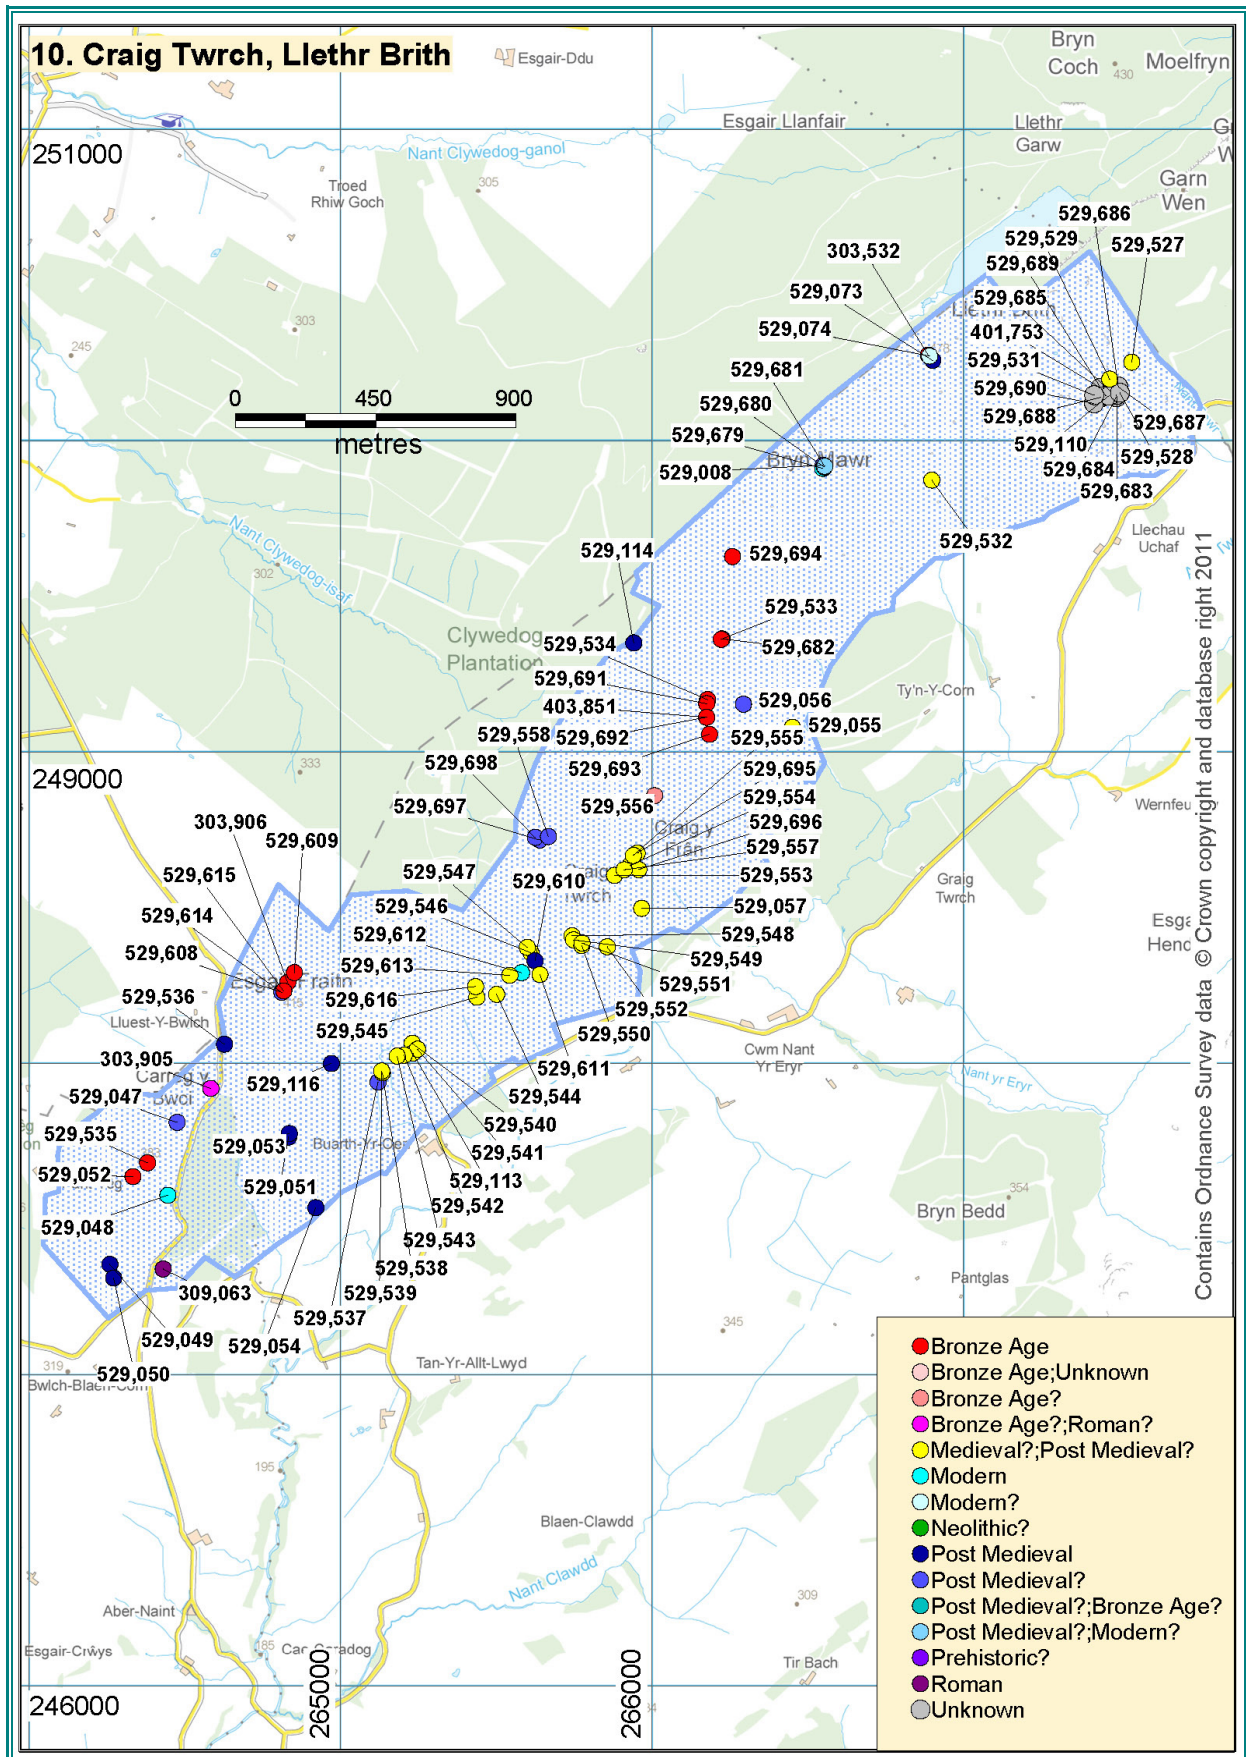 10. Craig Twrch, Llethr Brith
Esgair-Ddu
Bryn
Coch
430
Moelfryn
Esgair Llanfair
Llethr
Garw
251000
Nant Clywedog-ganol
305
Troed
Rhiw Goch
Garn
Wen
529,686
529,529
529,527
303,532
529,689
529,073
529,685
Llethr Brith
529,074
401,753
303
245
529,681
529,531
0 450 900
metres
529,680
529,690
529,688
529,687
529,679
529,110
529,008
Bryn Mawr
529,528
529,684
529,683
Nant Clywedog-isaf
529,532
Llechau
Uchaf
529,114
529,694
302
529,533
Clywedog
Plantation
529,534
529,682
529,691
Ty'n-Y-Corn
529,056
403,851
529,055
529,558
529,692
529,555
529,698
529,693
529,695
249000
333
529,697
529,556
529,554
Wernfeu
303,906
529,696
529,609
Craig y
Frân
529,557
529,615
529,547
529,610
Craig
Twrch
529,553
Graig
Twrch
529,614
529,546
529,057
529,608
529,612
529,548
529,613
529,549
Esgair Fraith
529,551
529,536
529,616
529,552
Lluest-Y-Bwlch
529,545
529,550
303,905
Carreg y
Bwci
529,611
Cwm Nant
Yr Eryr
Nant yr Eryr
529,116
529,544
529,047
529,540
529,535
529,053
Buarth-Yr-Oer
529,541
529,052
529,051
529,113
529,542
354
Bryn Bedd
529,048
529,543
529,538
Pantglas
309,063
529,539
529,537
529,049
529,054
345
529,050
319
Tan-Yr-Allt-Lwyd
195
Blaen-Clawdd
Nant Clawdd
309
Aber-Naint
Esgair-Crŵys
185
Tir Bach
246000
265000
266000
Contains Ordnance Survey data © Crown copyright and database right 2011
Bronze Age
Bronze Age;Unknown
Bronze Age?
Bronze Age?;Roman?
Medieval?;Post Medieval?
Modern
Modern?
Neolithic?
Post Medieval
Post Medieval?
Post Medieval?;Bronze Age?
Post Medieval?;Modern?
Prehistoric?
Roman
Unknown